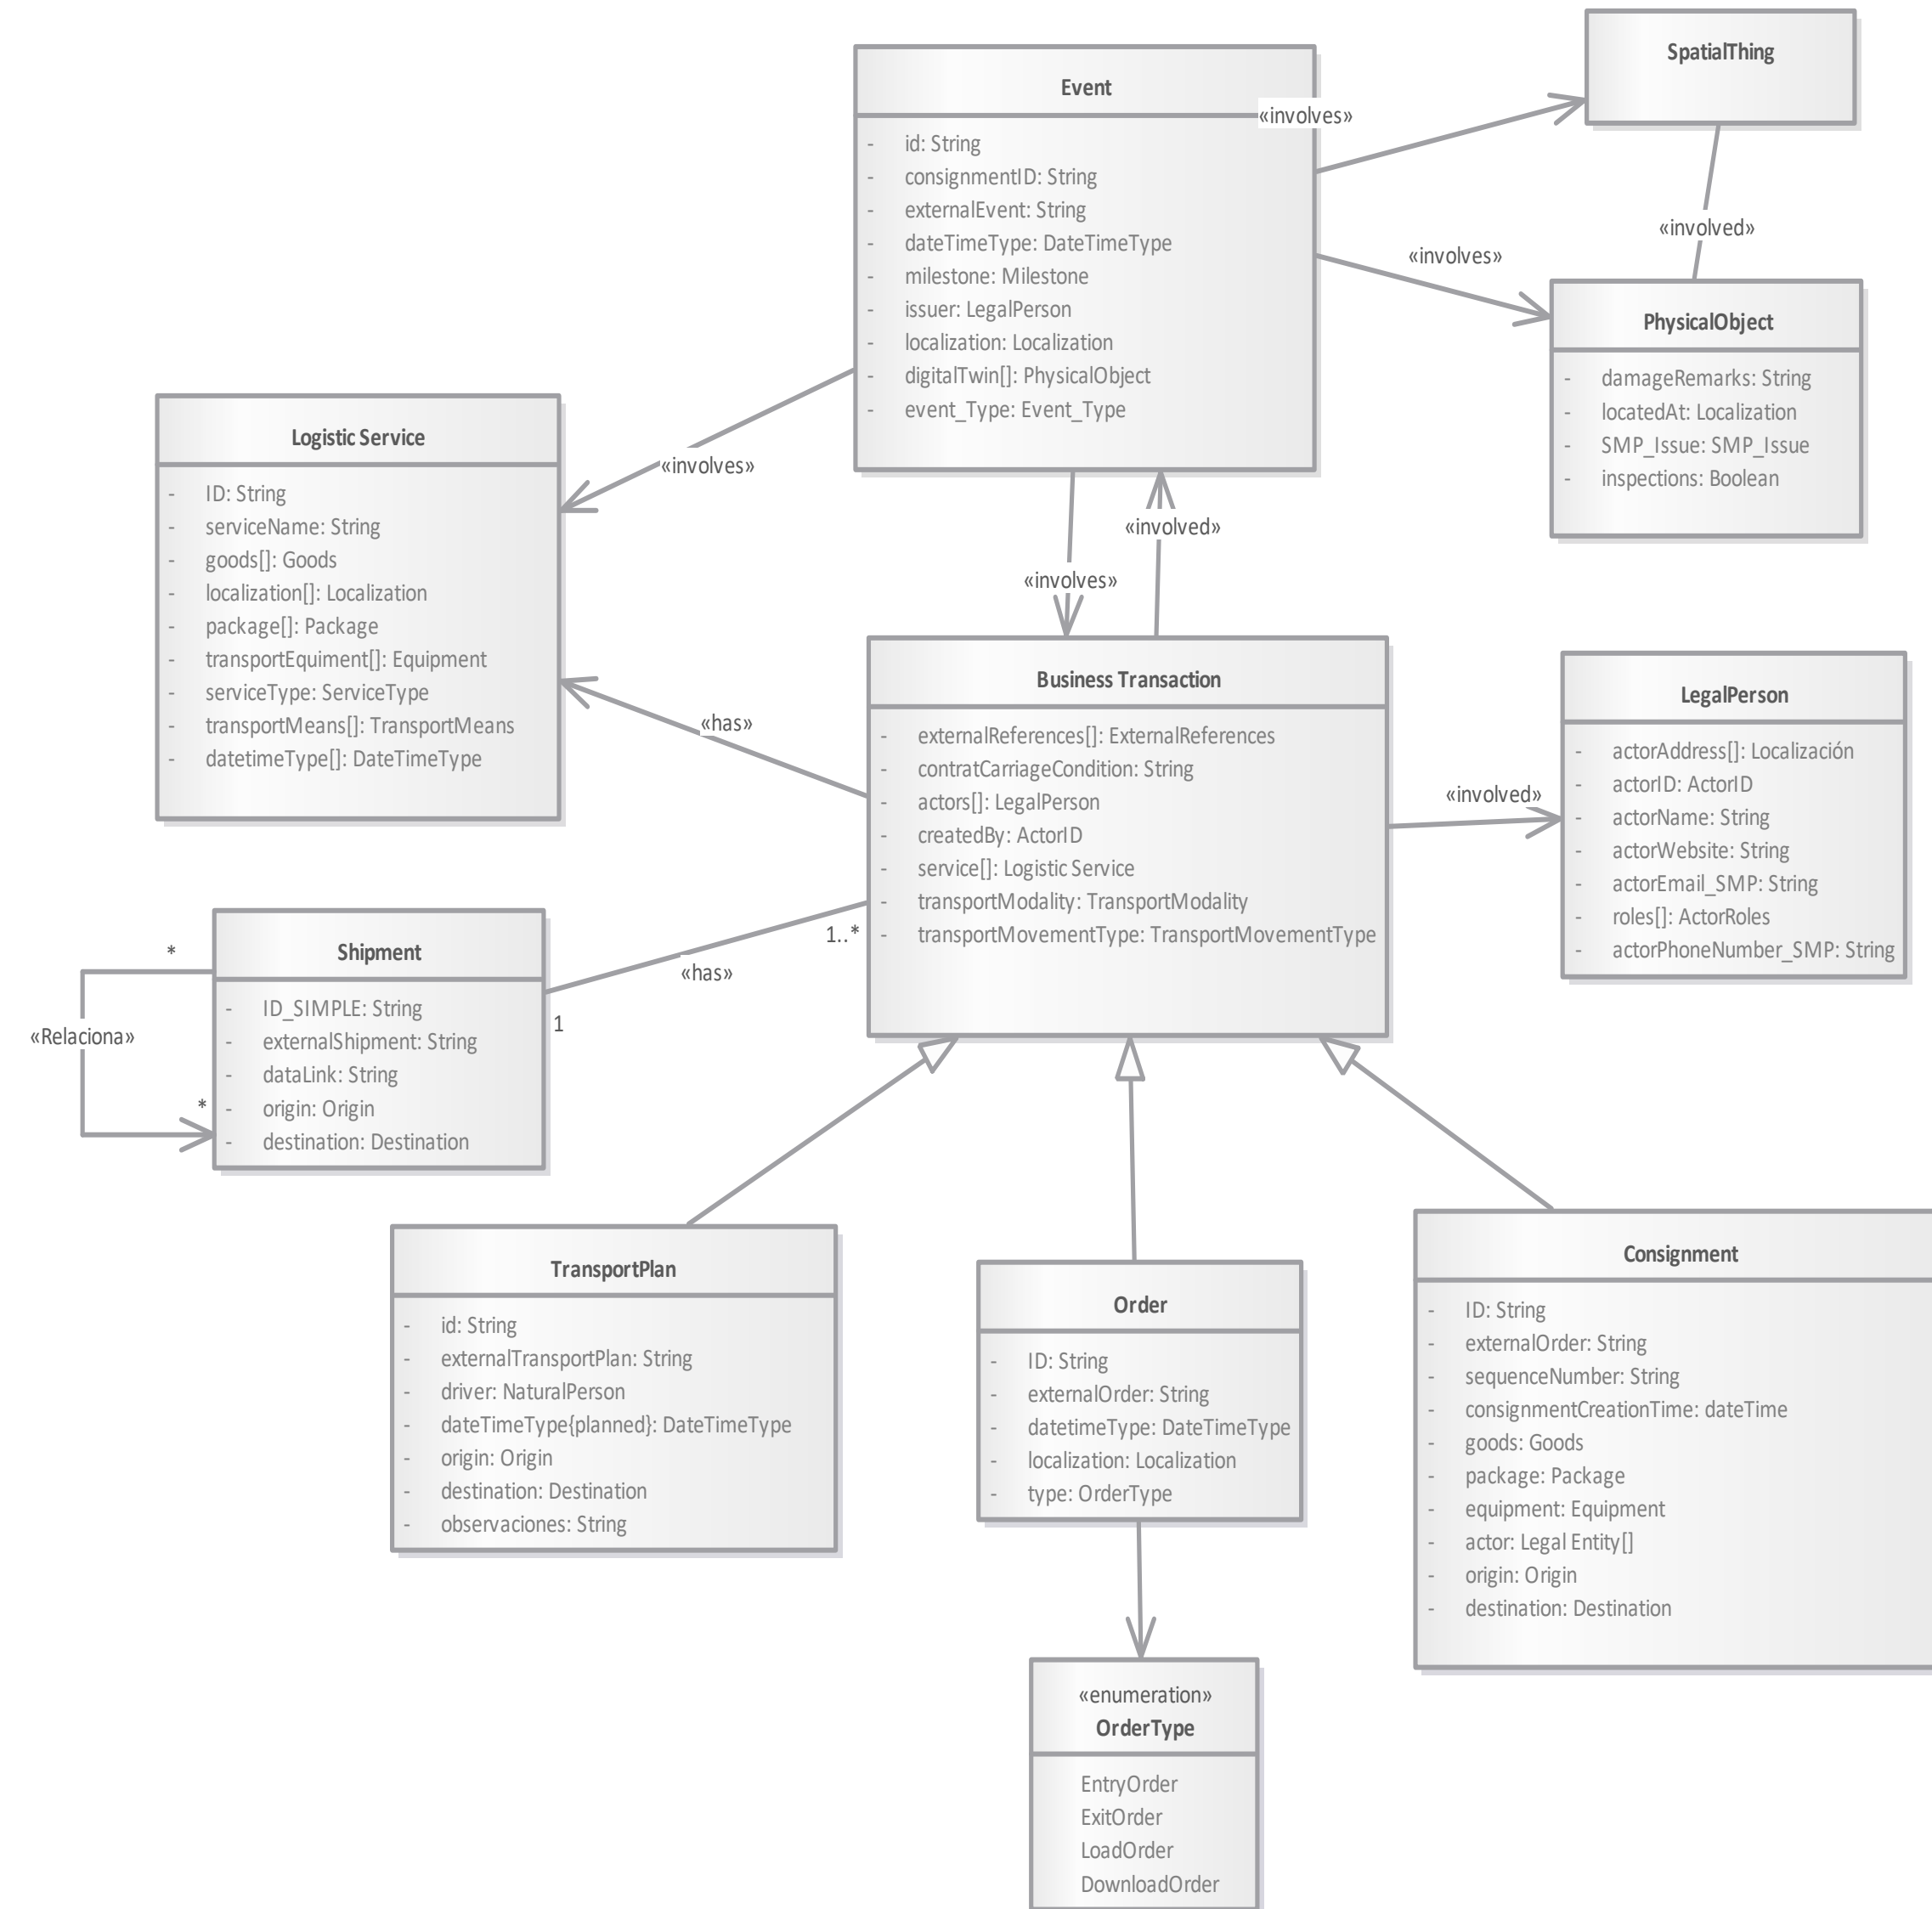 SpatialThing
Event
«involves»
- id: String
- consignmentID: String
- externalEvent: String
- dateTimeType: DateTimeType
- milestone: Milestone
- issuer: LegalPerson
- localization: Localization
- digitalTwin[]: PhysicalObject
- event_Type: Event_Type
«involved»
«involves»
PhysicalObject
- damageRemarks: String
- locatedAt: Localization
- SMP_Issue: SMP_Issue
- inspections: Boolean
Logistic Service
- ID: String
- serviceName: String
- goods[]: Goods
- localization[]: Localization
- package[]: Package
- transportEquiment[]: Equipment
- serviceType: ServiceType
- transportMeans[]: TransportMeans
- datetimeType[]: DateTimeType
«involves»
«involved»
«involves»
Business Transaction
- externalReferences[]: ExternalReferences
- contratCarriageCondition: String
- actors[]: LegalPerson
- createdBy: ActorID
- service[]: Logistic Service
- transportModality: TransportModality
- transportMovementType: TransportMovementType
«has»
«involved»
LegalPerson
- actorAddress[]: Localización
- actorID: ActorID
- actorName: String
- actorWebsite: String
- actorEmail_SMP: String
- roles[]: ActorRoles
- actorPhoneNumber_SMP: String
1..*
«has»
1
Shipment
- ID_SIMPLE: String
- externalShipment: String
- dataLink: String
- origin: Origin
- destination: Destination
*
«Relaciona»
*
TransportPlan
- id: String
- externalTransportPlan: String
- driver: NaturalPerson
- dateTimeType{planned}: DateTimeType
- origin: Origin
- destination: Destination
- observaciones: String
Order
- ID: String
- externalOrder: String
- datetimeType: DateTimeType
- localization: Localization
- type: OrderType
Consignment
- ID: String
- externalOrder: String
- sequenceNumber: String
- consignmentCreationTime: dateTime
- goods: Goods
- package: Package
- equipment: Equipment
- actor: Legal Entity[]
- origin: Origin
- destination: Destination
«enumeration»
OrderType
EntryOrder
ExitOrder
LoadOrder
DownloadOrder